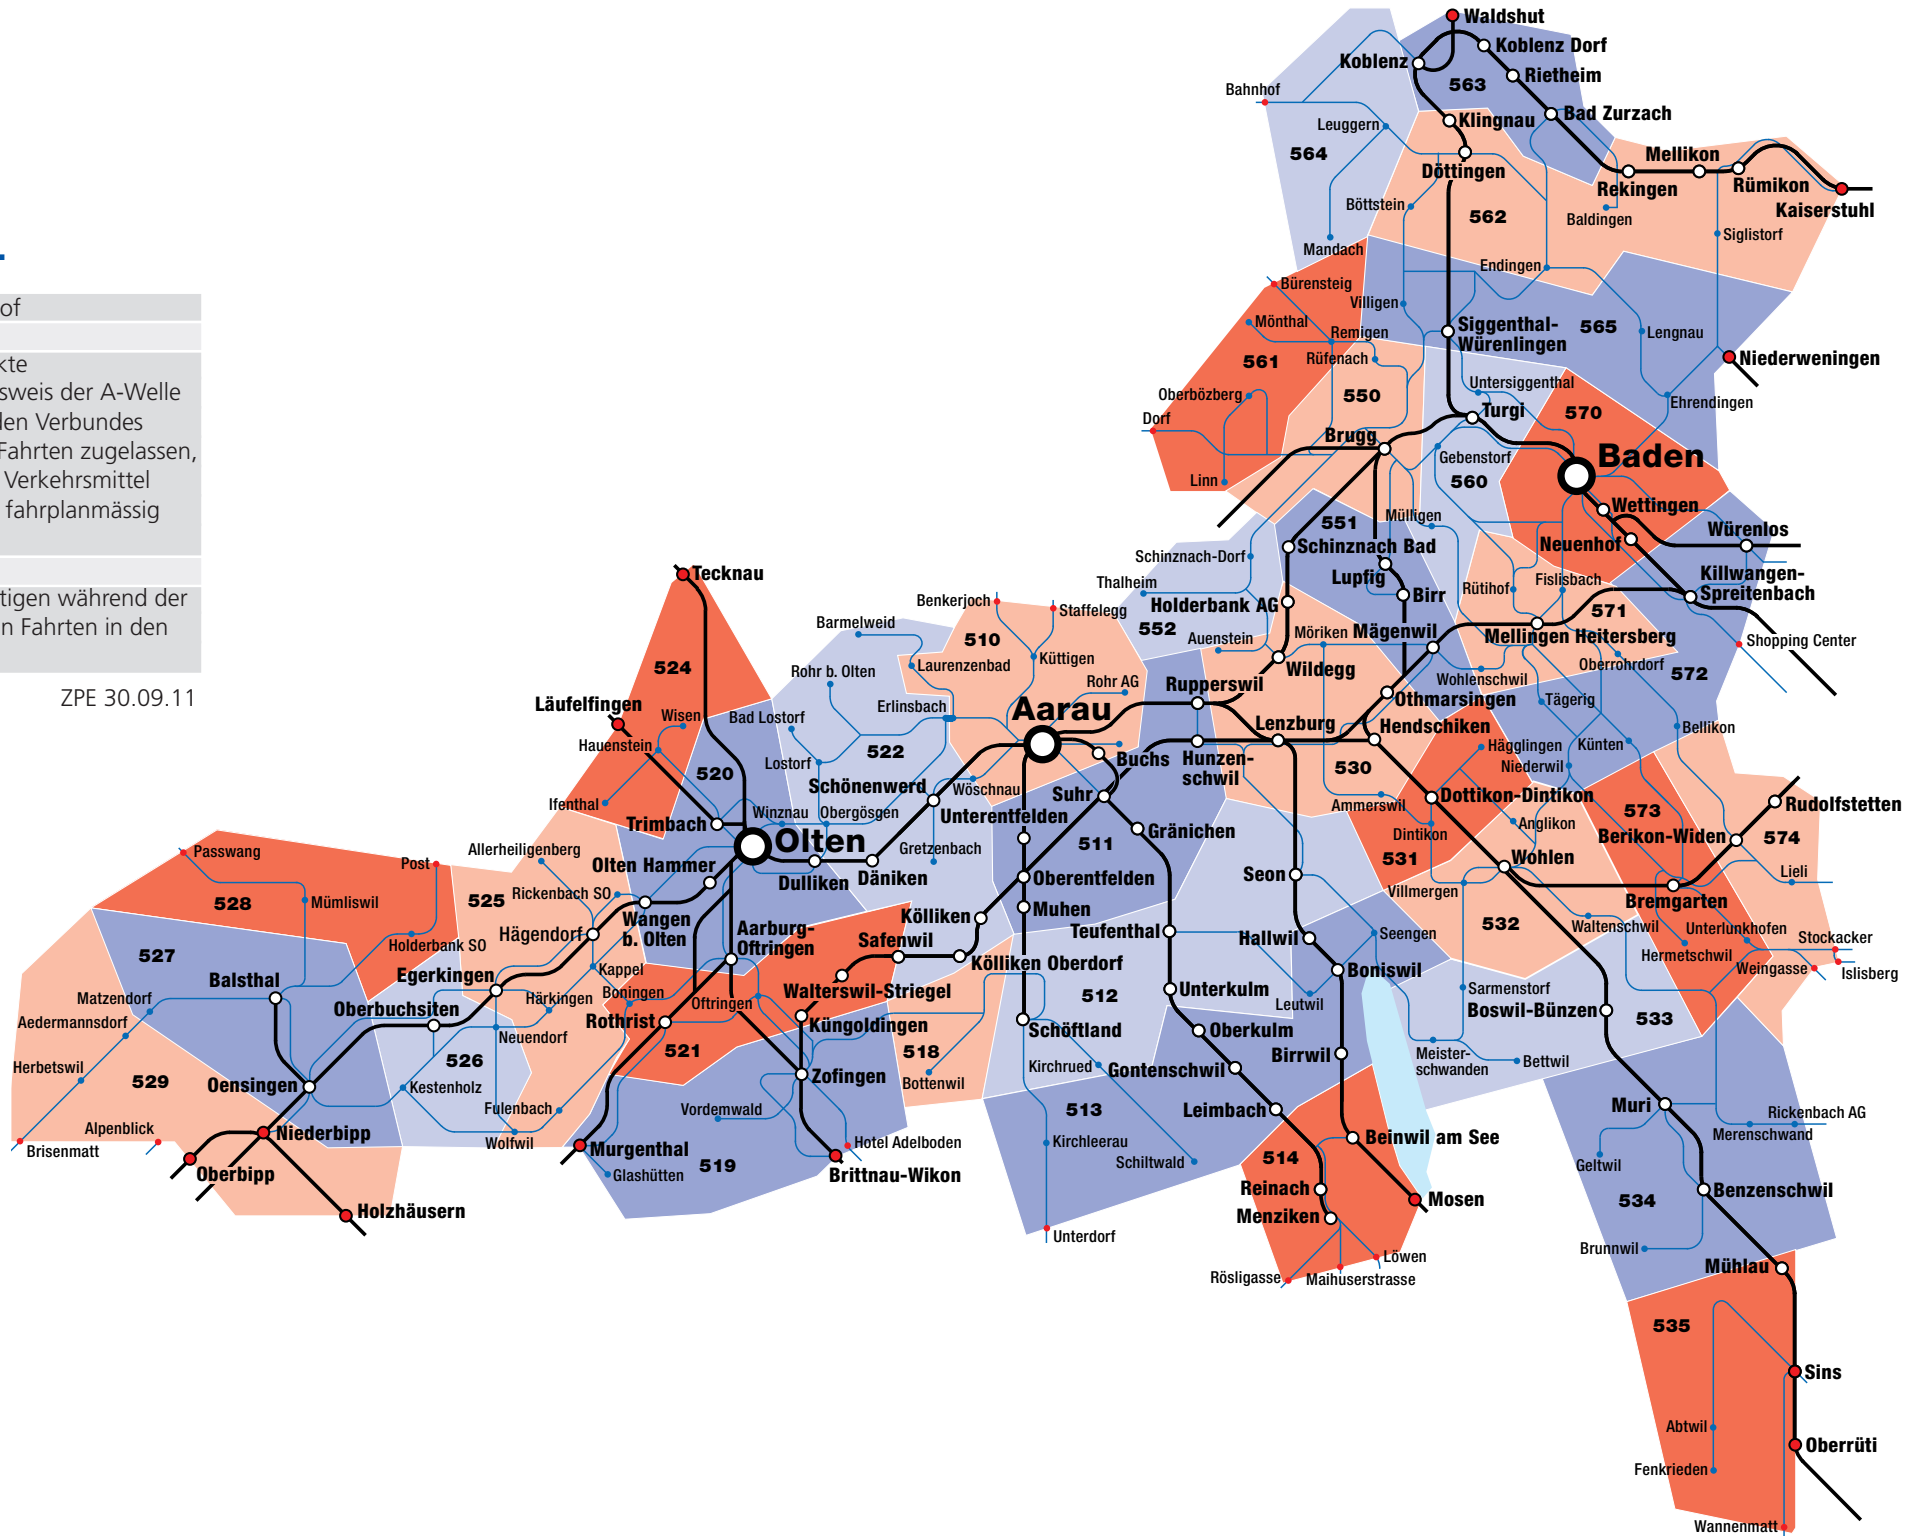 of
kte
sweis der A-Welle
den Verbundes
Fahrten zugelassen,
Verkehrsmittel
fahrplanmässig
tigen während der
n Fahrten in den
ZPE 30.09.11
Waldshut
Koblenz Dorf
Koblenz
Rietheim
563
Bahnhof
Bad Zurzach
Klingnau
Leuggern
564
Mellikon
Döttingen
Rekingen
Rümikon
Kaiserstuhl
Böttstein
562
Baldingen
Siglistorf
Mandach
Endingen
Bürensteig
Villigen
Mönthal
Remigen
Siggenthal-
Würenlingen
565
Lengnau
Rüfenach
561
Niederweningen
Oberbözberg
550
Untersiggenthal
Ehrendingen
Dorf
Turgi
570
Brugg
Gebenstorf
Baden
Linn
560
Wettingen
551
Mülligen
Würenlos
Schinznach Bad
Neuenhof
Schinznach-Dorf
Lupfig
Killwangen-
Spreitenbach
Tecknau
Thalheim
Rütihof
Fislisbach
Benkerjoch
Staffelegg
Holderbank AG
Birr
571
Barmelweid
552
Auenstein
Möriken
Mägenwil
Mellingen Heitersberg
Shopping Center
510
524
Laurenzenbad
Küttigen
Wildegg
Oberrohrdorf
Rohr b. Olten
Rohr AG
Rupperswil
Wohlenschwil
572
Läufelfingen
Wisen
Bad Lostorf
Erlinsbach
Aarau
Othmarsingen
Tägerig
Lenzburg
Hendschiken
Bellikon
Hauenstein
522
Buchs
Hunzen-
schwil
Hägglingen
Künten
520
Lostorf
530
Niederwil
Schönenwerd
Wöschnau
Suhr
Dottikon-Dintikon
Ifenthal
Winznau
Obergösgen
Unterentfelden
Ammerswil
573
Rudolfstetten
Trimbach
Olten
Gränichen
Dintikon
Anglikon
Berikon-Widen
574
Passwang
Post
Allerheiligenberg
Olten Hammer
Gretzenbach
511
531
Wohlen
Dulliken
Däniken
Oberentfelden
Seon
Villmergen
Lieli
528
Mümliswil
525
Rickenbach SO
Muhen
Bremgarten
Wangen
b. Olten
Kölliken
532
Waltenschwil
Unterlunkhofen
Holderbank SO
Hägendorf
Aarburg-
Oftringen
Safenwil
Teufenthal
Hallwil
Seengen
Stockacker
527
Hermetschwil
Weingasse
Islisberg
Balsthal
Egerkingen
Kappel
Kölliken Oberdorf
Boniswil
Matzendorf
Härkingen
Boningen
Walterswil-Striegel
512
Unterkulm
Leutwil
Sarmenstorf
Oberbuchsiten
Oftringen
Boswil-Bünzen
533
Aedermannsdorf
Rothrist
Küngoldingen
Schöftland
Oberkulm
Neuendorf
526
521
518
Birrwil
Meister-
schwanden
Bettwil
Herbetswil
529
Oensingen
Kestenholz
Zofingen
Bottenwil
Kirchrued
Gontenschwil
Fulenbach
Vordemwald
513
Leimbach
Muri
Rickenbach AG
Alpenblick
Niederbipp
Wolfwil
Merenschwand
Brisenmatt
Murgenthal
Hotel Adelboden
Kirchleerau
Beinwil am See
Oberbipp
519
Brittnau-Wikon
Schiltwald
514
Geltwil
Glashütten
Reinach
Mosen
534
Benzenschwil
Holzhäusern
Menziken
Unterdorf
Brunnwil
Löwen
Mühlau
Rösligasse
Maihuserstrasse
535
Sins
Abtwil
Oberrüti
Fenkrieden
Wannenmatt